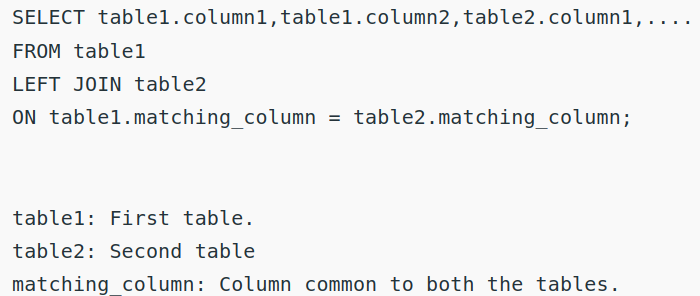 SELECT table1.column1,table1.column2,table2.column1,....
FROM table1
LEFT JOIN table2
ON table1.matching_column = table2.matching_column;
table1: First table.
table2: Second table
matching_column: Column common to both the tables.